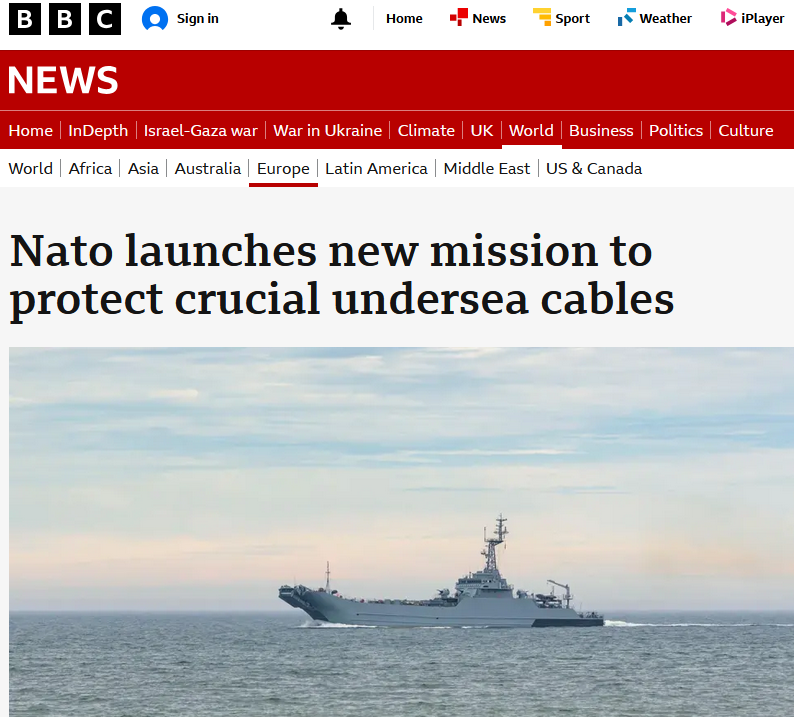 BBC Sign in Home News Sport Weather iPlayer
NEWS
Home InDepth Israel-Gaza war War in Ukraine Climate UK World Business Politics Culture
World Africa Asia Australia Europe Latin America Middle East US & Canada
Nato launches new mission to
protect crucial undersea cables